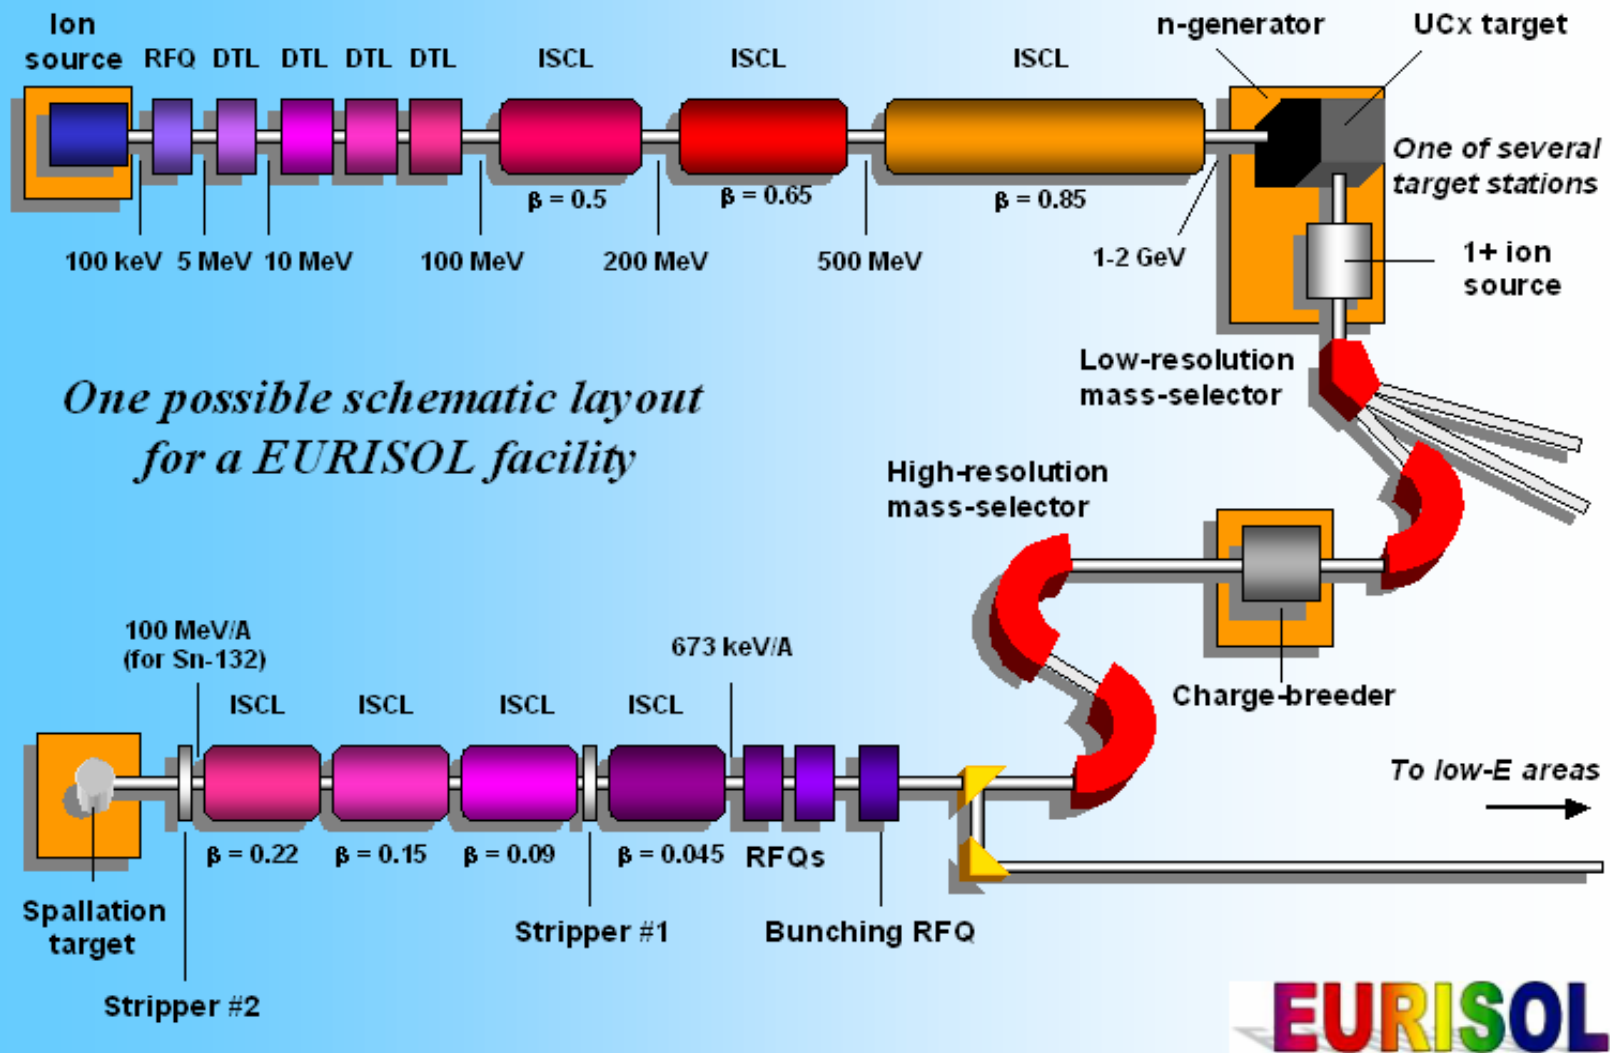 Ion
source
RFQ
DTL
DTL
DTL
DTL
ISCL
ISCL
ISCL
n-generator
UCx target
One of several
target stations
β = 0.5
β = 0.65
β = 0.85
100 keV
5 MeV
10 MeV
100 MeV
200 MeV
500 MeV
1-2 GeV
1+ ion
source
Low-resolution
mass-selector
One possible schematic layout
for a EURISOL facility
High-resolution
mass-selector
Charge-breeder
100 MeV/A
(for Sn-132)
673 keV/A
ISCL
ISCL
ISCL
ISCL
To low-E areas
β = 0.22
β = 0.15
β = 0.09
β = 0.045
RFQs
Spallation
target
Stripper #1
Bunching RFQ
Stripper #2
EURISOL